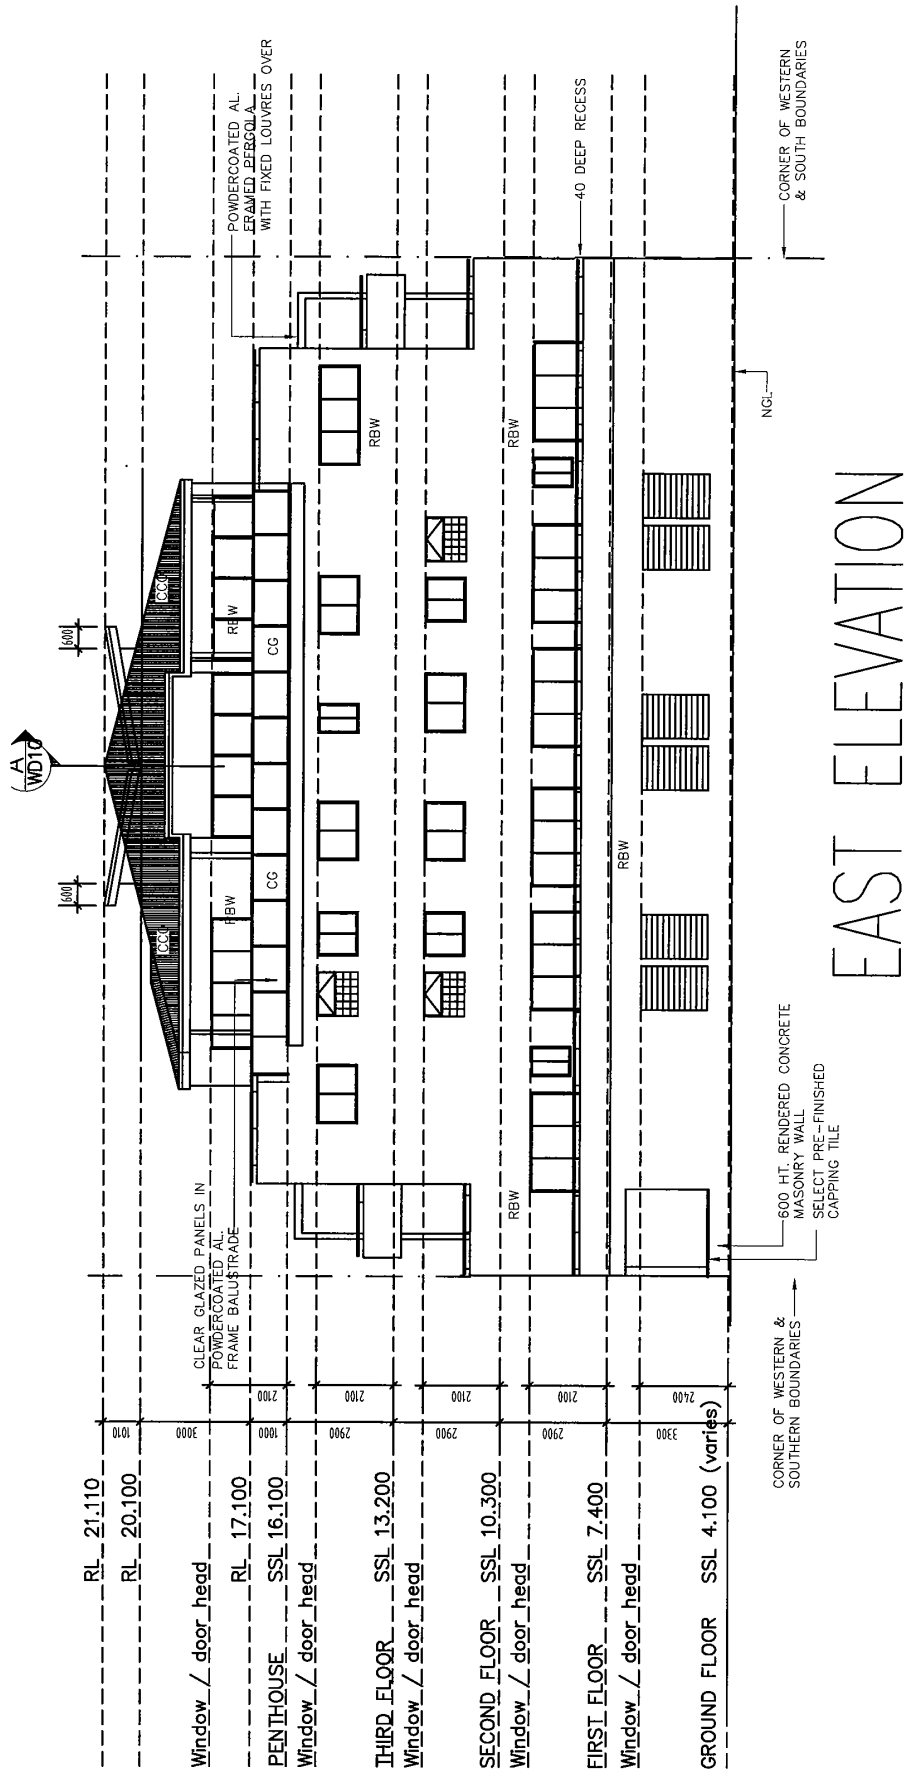 A
WD10
600
600
CCC
CCC
RBW
RBW
CG
CG
POWDERCOATED AL.
FRAMED PERGOLA
WITH FIXED LOUVRES OVER
CLEAR GLAZED PANELS IN
POWDERCOATED AL.
FRAME BALUSTRADE
RBW
RBW
RBW
RBW
40 DEEP RECESS
CORNER OF WESTERN
& SOUTH BOUNDARIES
NGL
600 HT. RENDERED CONCRETE
MASONRY WALL
SELECT PRE-FINISHED
CAPPING TILE
CORNER OF WESTERN &
SOUTHERN BOUNDARIES
RL 21.110
RL 20.100
Window / door head
RL 17.100
PENTHOUSE SSL 16.100
Window / door head
THIRD FLOOR SSL 13.200
Window / door head
SECOND FLOOR SSL 10.300
Window / door head
FIRST FLOOR SSL 7.400
Window / door head
GROUND FLOOR SSL 4.100 (varies)
1010
3000
1000
2900
2900
2900
3300
2100
2100
2100
2100
2400
EAST ELEVATION